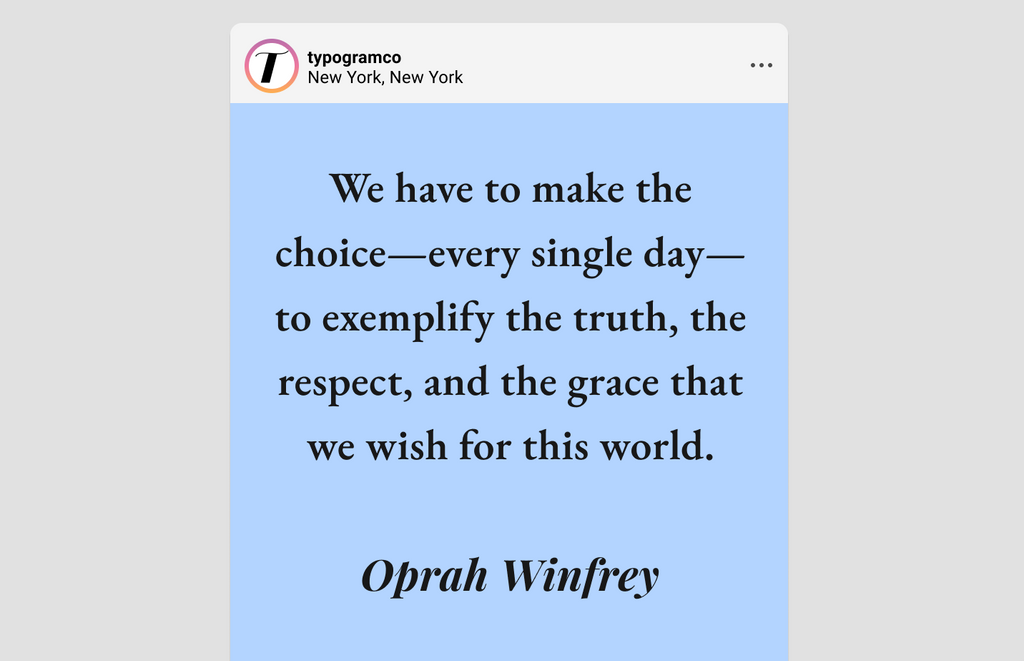 T
typogramco
New York, New York
We have to make the
choice—every single day—
to exemplify the truth, the
respect, and the grace that
we wish for this world.
Oprah Winfrey